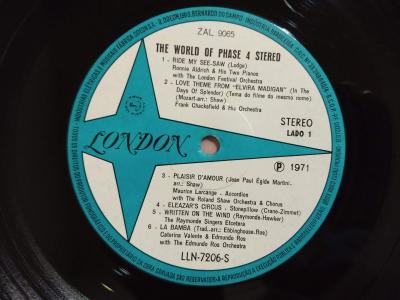 ZAL 9065
THE WORLD OF PHASE 4 STEREO
1 - RIDE MY SEE-SAW (Lodge)
Ronnie Aldrich & His Two Pianos
with The London Festival Orchestra
2 - LOVE THEME FROM "ELVIRA MADIGAN" (In The
Days Of Splendor) (Tema do filme do mesmo nome)
(Mozart-arr.: Shaw)
Frank Chacksfield & his Orchestra
STEREO
LADO 1
LONDON
℗ 1971
3 - PLAISIR D'AMOUR (Jean Paul Égide Martini.
arr.: Shaw)
Maurice Larcange - Accordion
with The Roland Shaw Orchestra & Chorus
4 - ELEAZAR'S CIRCUS - Stonepillow (Crane-Zimmet)
5 - WRITTEN ON THE WIND (Raymonde-Hawker)
The Raymonde Singers Etcetera
6 - LA BAMBA (Trad.-arr.: Ebbinghouse-Ros)
Caterina Valente & Edmundo Ros
with The Edmundo Ros Orchestra
LLN-7206-S